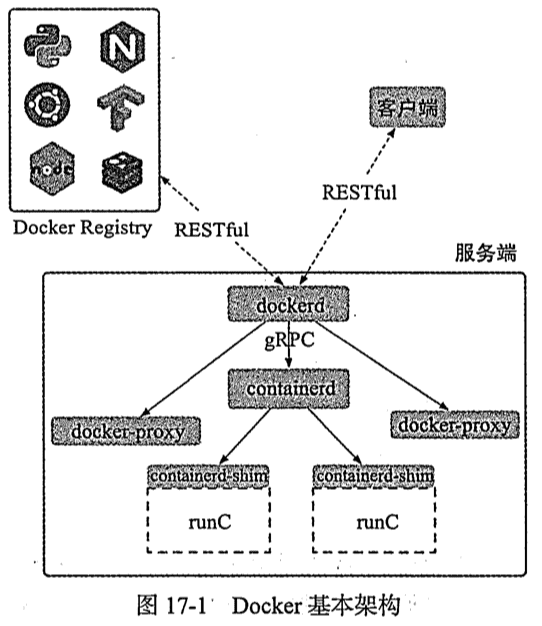 N
node
客户端
Docker Registry
RESTful
RESTful
服务端
dockerd
gRPC
containerd
docker-proxy
docker-proxy
containerd-shim
containerd-shim
runC
runC
图 17-1 Docker 基本架构